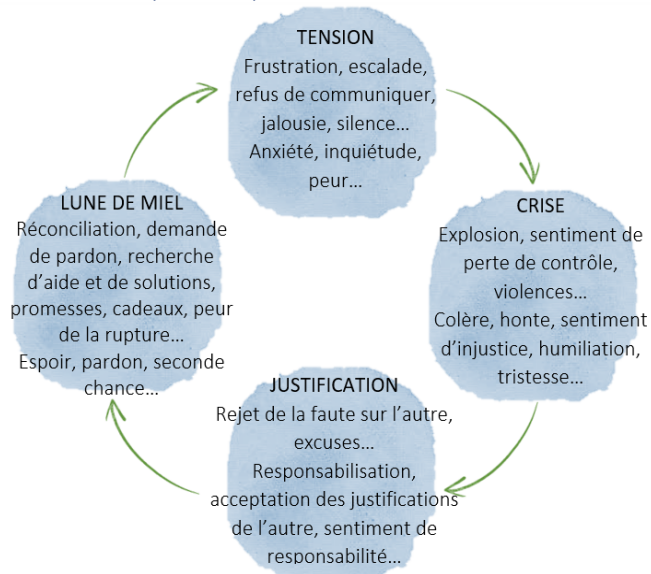 TENSION
Frustration, escalade,
refus de communiquer,
jalousie, silence…
Anxiété, inquiétude,
peur…
CRISE
Explosion, sentiment de
perte de contrôle,
violences…
Colère, honte, sentiment
d’injustice, humiliation,
tristesse…
JUSTIFICATION
Rejet de la faute sur l’autre,
excuses…
Responsabilisation,
acceptation des justifications
de l’autre, sentiment de
responsabilité…
LUNE DE MIEL
Réconciliation, demande
de pardon, recherche
d’aide et de solutions,
promesses, cadeaux, peur
de la rupture…
Espoir, pardon, seconde
chance…